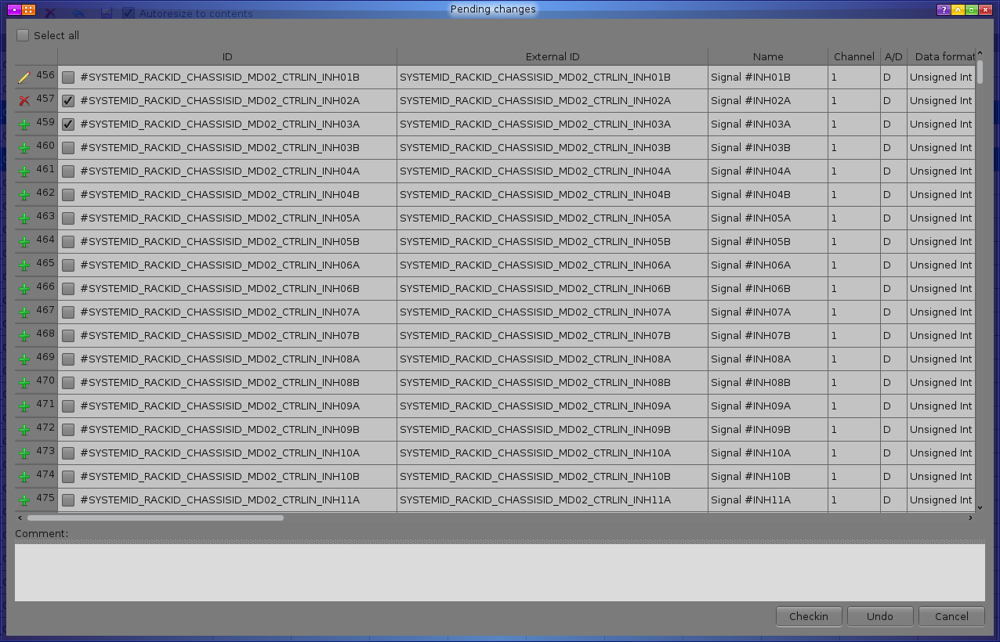 Autoresize to contents
Pending changes
Select all
ID External ID Name Channel A/D Data format
456 #SYSTEMID_RACKID_CHASSISID_MD02_CTRLIN_INH01B SYSTEMID_RACKID_CHASSISID_MD02_CTRLIN_INH01B Signal #INH01B 1 D Unsigned Int
457 #SYSTEMID_RACKID_CHASSISID_MD02_CTRLIN_INH02A SYSTEMID_RACKID_CHASSISID_MD02_CTRLIN_INH02A Signal #INH02A 1 D Unsigned Int
459 #SYSTEMID_RACKID_CHASSISID_MD02_CTRLIN_INH03A SYSTEMID_RACKID_CHASSISID_MD02_CTRLIN_INH03A Signal #INH03A 1 D Unsigned Int
460 #SYSTEMID_RACKID_CHASSISID_MD02_CTRLIN_INH03B SYSTEMID_RACKID_CHASSISID_MD02_CTRLIN_INH03B Signal #INH03B 1 D Unsigned Int
461 #SYSTEMID_RACKID_CHASSISID_MD02_CTRLIN_INH04A SYSTEMID_RACKID_CHASSISID_MD02_CTRLIN_INH04A Signal #INH04A 1 D Unsigned Int
462 #SYSTEMID_RACKID_CHASSISID_MD02_CTRLIN_INH04B SYSTEMID_RACKID_CHASSISID_MD02_CTRLIN_INH04B Signal #INH04B 1 D Unsigned Int
463 #SYSTEMID_RACKID_CHASSISID_MD02_CTRLIN_INH05A SYSTEMID_RACKID_CHASSISID_MD02_CTRLIN_INH05A Signal #INH05A 1 D Unsigned Int
464 #SYSTEMID_RACKID_CHASSISID_MD02_CTRLIN_INH05B SYSTEMID_RACKID_CHASSISID_MD02_CTRLIN_INH05B Signal #INH05B 1 D Unsigned Int
465 #SYSTEMID_RACKID_CHASSISID_MD02_CTRLIN_INH06A SYSTEMID_RACKID_CHASSISID_MD02_CTRLIN_INH06A Signal #INH06A 1 D Unsigned Int
466 #SYSTEMID_RACKID_CHASSISID_MD02_CTRLIN_INH06B SYSTEMID_RACKID_CHASSISID_MD02_CTRLIN_INH06B Signal #INH06B 1 D Unsigned Int
467 #SYSTEMID_RACKID_CHASSISID_MD02_CTRLIN_INH07A SYSTEMID_RACKID_CHASSISID_MD02_CTRLIN_INH07A Signal #INH07A 1 D Unsigned Int
468 #SYSTEMID_RACKID_CHASSISID_MD02_CTRLIN_INH07B SYSTEMID_RACKID_CHASSISID_MD02_CTRLIN_INH07B Signal #INH07B 1 D Unsigned Int
469 #SYSTEMID_RACKID_CHASSISID_MD02_CTRLIN_INH08A SYSTEMID_RACKID_CHASSISID_MD02_CTRLIN_INH08A Signal #INH08A 1 D Unsigned Int
470 #SYSTEMID_RACKID_CHASSISID_MD02_CTRLIN_INH08B SYSTEMID_RACKID_CHASSISID_MD02_CTRLIN_INH08B Signal #INH08B 1 D Unsigned Int
471 #SYSTEMID_RACKID_CHASSISID_MD02_CTRLIN_INH09A SYSTEMID_RACKID_CHASSISID_MD02_CTRLIN_INH09A Signal #INH09A 1 D Unsigned Int
472 #SYSTEMID_RACKID_CHASSISID_MD02_CTRLIN_INH09B SYSTEMID_RACKID_CHASSISID_MD02_CTRLIN_INH09B Signal #INH09B 1 D Unsigned Int
473 #SYSTEMID_RACKID_CHASSISID_MD02_CTRLIN_INH10A SYSTEMID_RACKID_CHASSISID_MD02_CTRLIN_INH10A Signal #INH10A 1 D Unsigned Int
474 #SYSTEMID_RACKID_CHASSISID_MD02_CTRLIN_INH10B SYSTEMID_RACKID_CHASSISID_MD02_CTRLIN_INH10B Signal #INH10B 1 D Unsigned Int
475 #SYSTEMID_RACKID_CHASSISID_MD02_CTRLIN_INH11A SYSTEMID_RACKID_CHASSISID_MD02_CTRLIN_INH11A Signal #INH11A 1 D Unsigned Int
Comment:
Checkin Undo Cancel